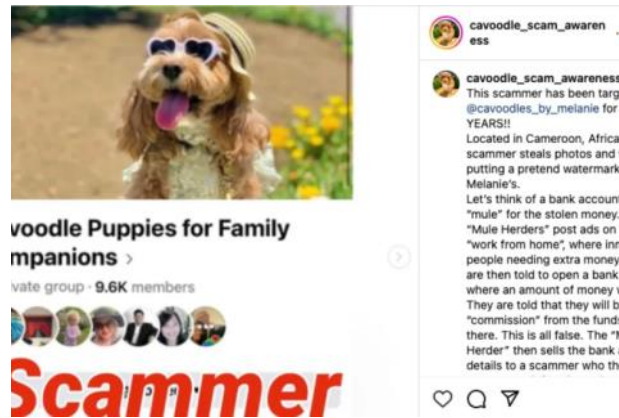 voodle Puppies for Family
mpanions >
vate group · 9.6K members
Scammer
cavoodle_scam_awaren
ess
cavoodle_scam_awareness
This scammer has been targ
@cavoodles_by_melanie for
YEARS!!
Located in Cameroon, Africa
scammer steals photos and
putting a pretend watermark
Melanie's.
Let's think of a bank account
"mule" for the stolen money.
"Mule Herders" post ads on
"work from home", where inn
people needing extra money
are then told to open a bank
where an amount of money w
They are told that they will b
"commission" from the funds
there. This is all false. The "M
Herder" then sells the bank a
details to a scammer who th